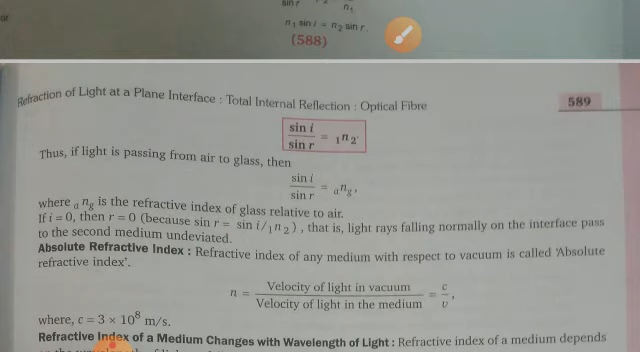 or
sin r
n₁
n₁ sin i = n₂ sin r.
(588)
Refraction of Light at a Plane Interface : Total Internal Reflection : Optical Fibre
589
sin i / sin r = ₁n₂.
Thus, if light is passing from air to glass, then
sin i / sin r = ₐn_g,
where ₐn_g is the refractive index of glass relative to air.
If i = 0, then r = 0 (because sin r = sin i/₁n₂), that is, light rays falling normally on the interface pass
to the second medium undeviated.
Absolute Refractive Index : Refractive index of any medium with respect to vacuum is called 'Absolute
refractive index'.
n = Velocity of light in vacuum / Velocity of light in the medium = c / υ,
where, c = 3 × 10⁸ m/s.
Refractive Index of a Medium Changes with Wavelength of Light : Refractive index of a medium depends